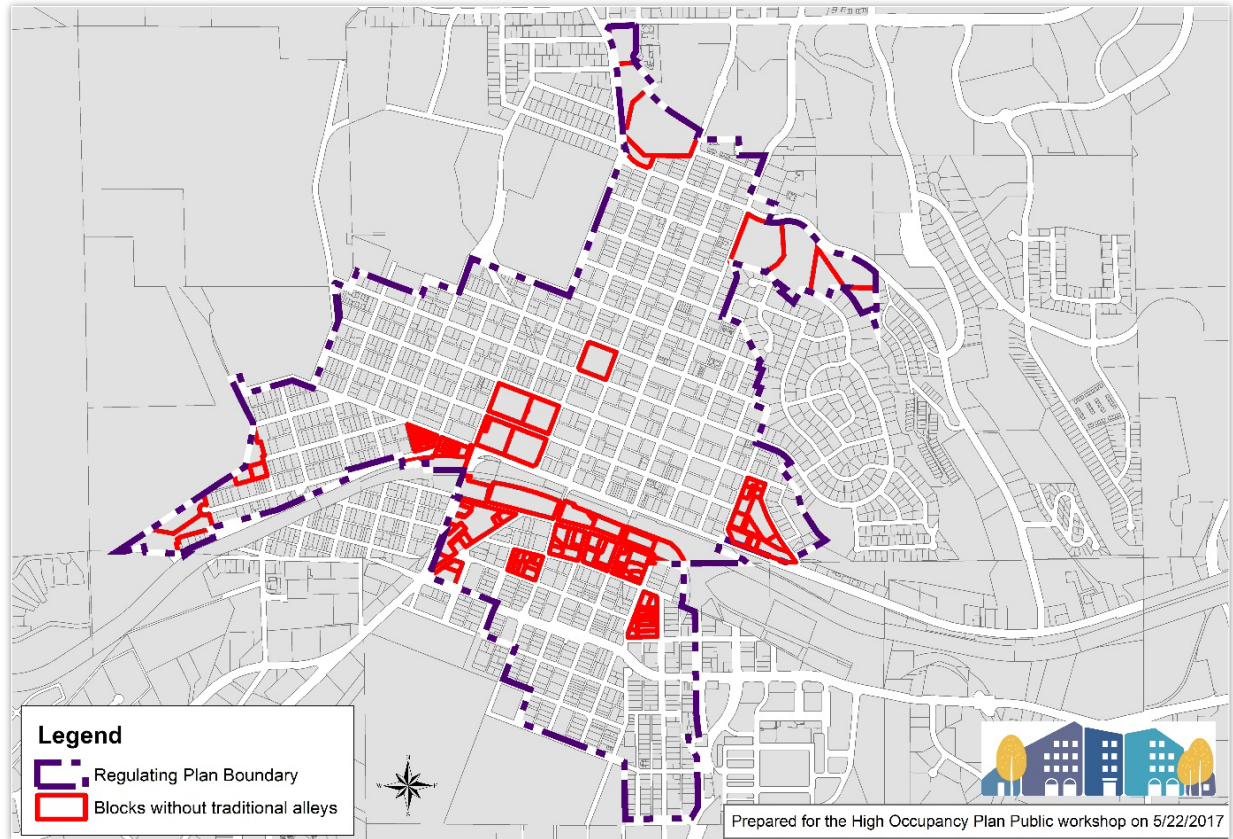 Legend
Regulating Plan Boundary
Blocks without traditional alleys
Prepared for the High Occupancy Plan Public workshop on 5/22/2017